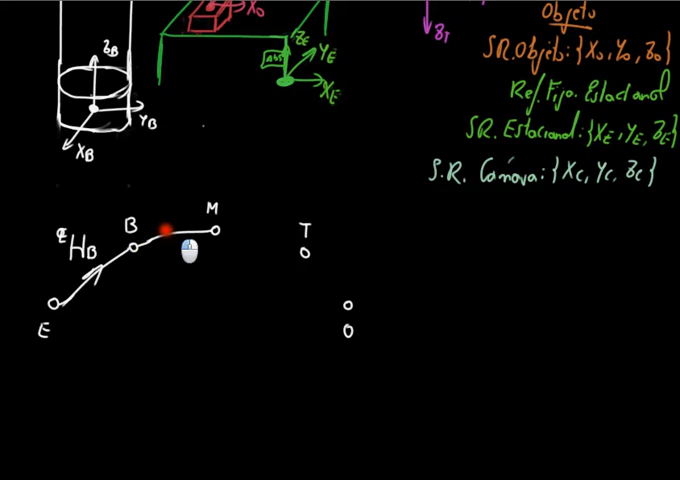 Objeto
S.R. Objeto: {Xo, Yo, Zo}
Ref. Fijo. Estacional
S.R. Estacional: {XE, YE, ZE}
S.R. Cámara: {XC, YC, ZC}
ZB
YB
XB
XO
ZE
YE
XE
ZT
M
B
T
ᴱHB
E
O